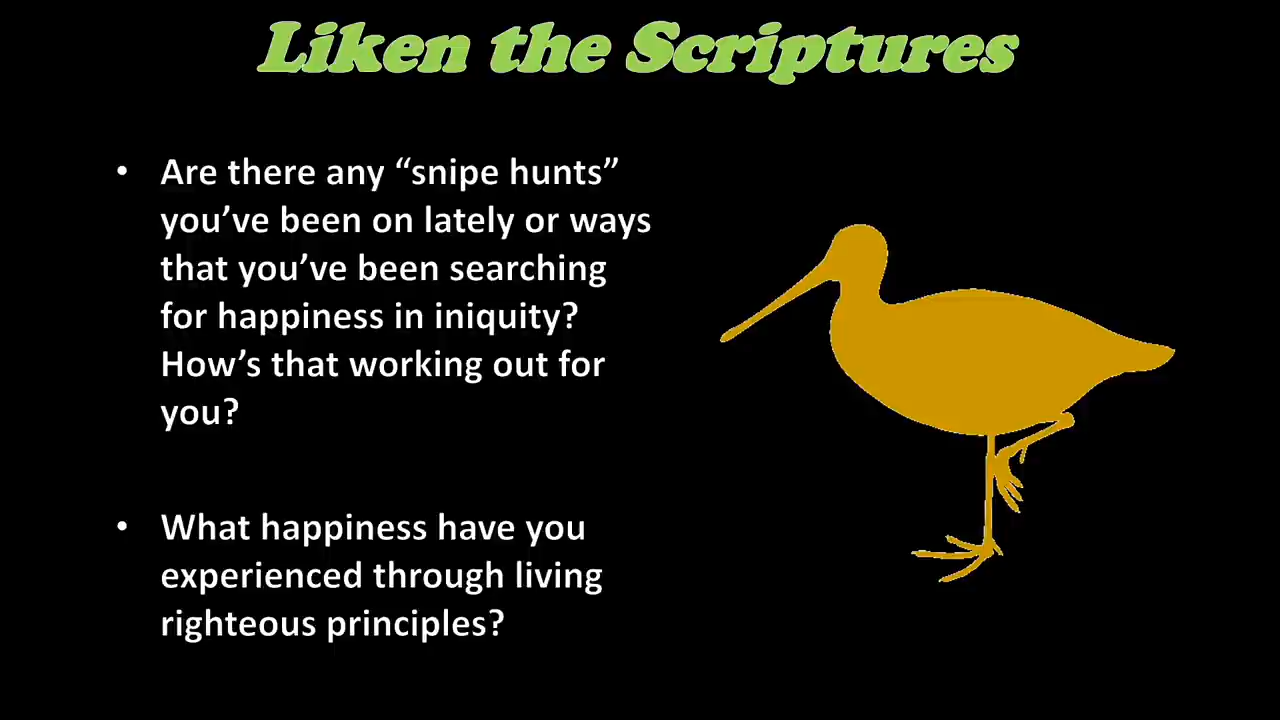 Liken the Scriptures
• Are there any “snipe hunts”
you’ve been on lately or ways
that you’ve been searching
for happiness in iniquity?
How’s that working out for
you?
• What happiness have you
experienced through living
righteous principles?